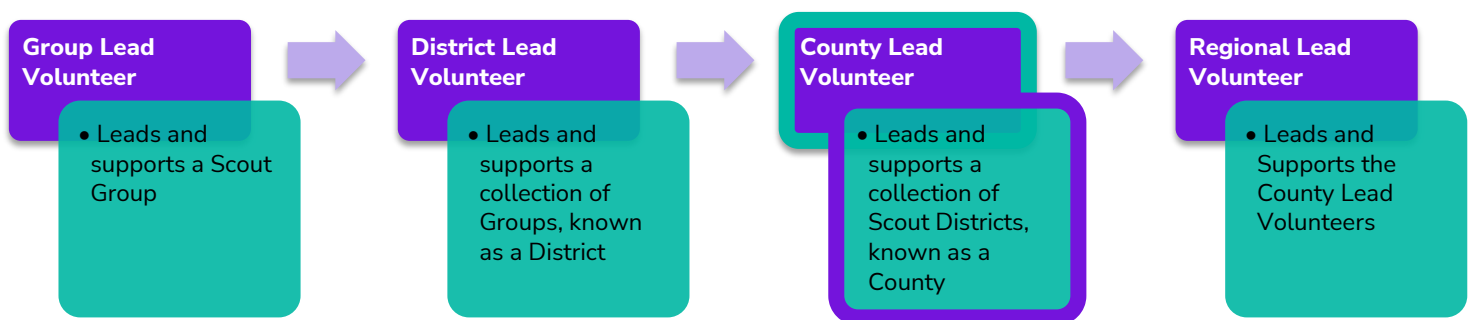 Group Lead
Volunteer
• Leads and
supports a Scout
Group
District Lead
Volunteer
• Leads and
supports a
collection of
Groups, known
as a District
County Lead
Volunteer
• Leads and
supports a
collection of
Scout Districts,
known as a
County
Regional Lead
Volunteer
• Leads and
Supports the
County Lead
Volunteers